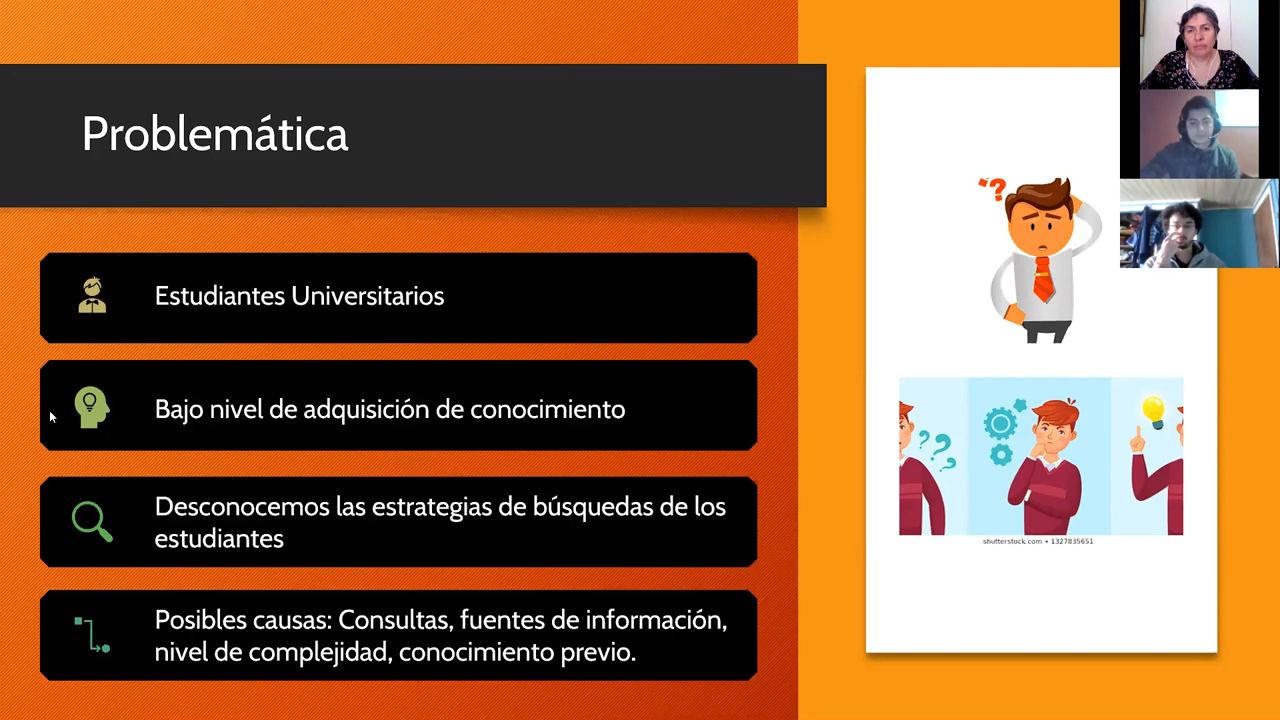 Problemática
Estudiantes Universitarios
Bajo nivel de adquisición de conocimiento
Desconocemos las estrategias de búsquedas de los
estudiantes
Posibles causas: Consultas, fuentes de información,
nivel de complejidad, conocimiento previo.
?
???
shutterstock.com • 1327835651